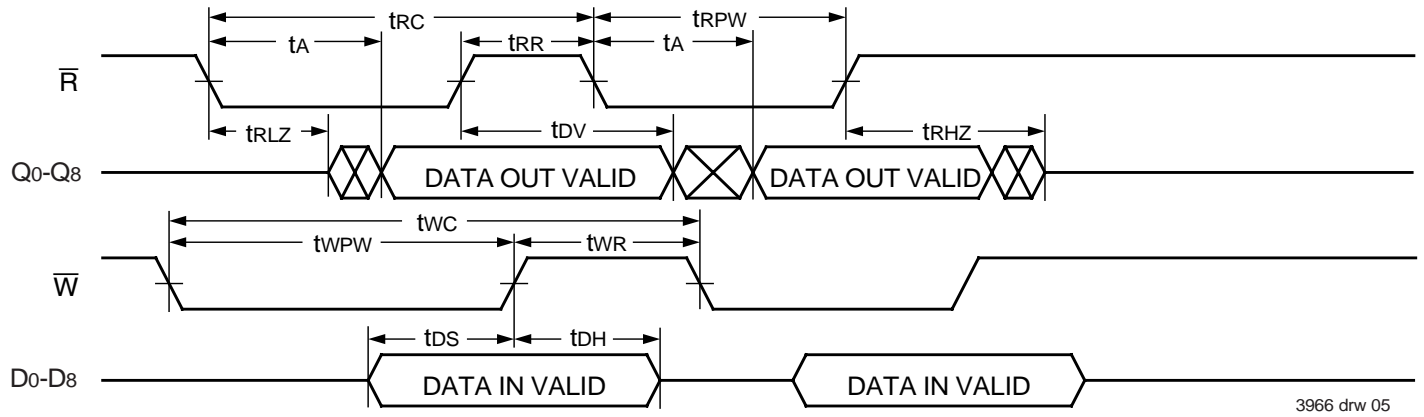 tRC tRPW
tA tRR tA
R̅
tRLZ tDV tRHZ
Q0-Q8 DATA OUT VALID DATA OUT VALID
tWC
tWPW tWR
W̅
tDS tDH
D0-D8 DATA IN VALID DATA IN VALID
3966 drw 05